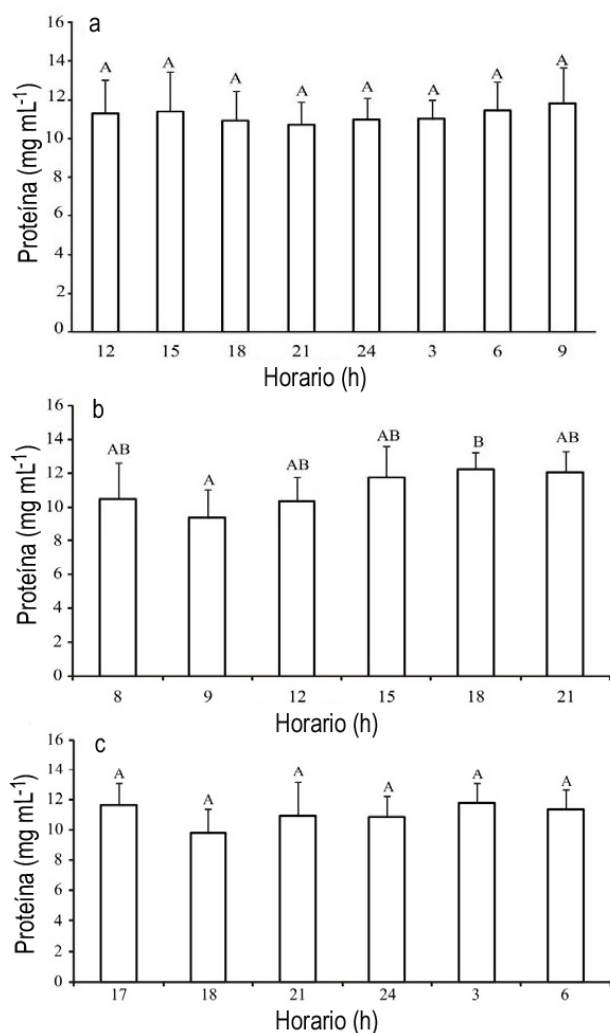 a
Proteína (mg mL⁻¹)
16
14
12
10
8
6
4
2
0
A A A A A A A A
12 15 18 21 24 3 6 9
Horario (h)
b
Proteína (mg mL⁻¹)
16
14
12
10
8
6
4
2
0
AB A AB AB B AB
8 9 12 15 18 21
Horario (h)
c
Proteína (mg mL⁻¹)
16
14
12
10
8
6
4
2
0
A A A A A A
17 18 21 24 3 6
Horario (h)